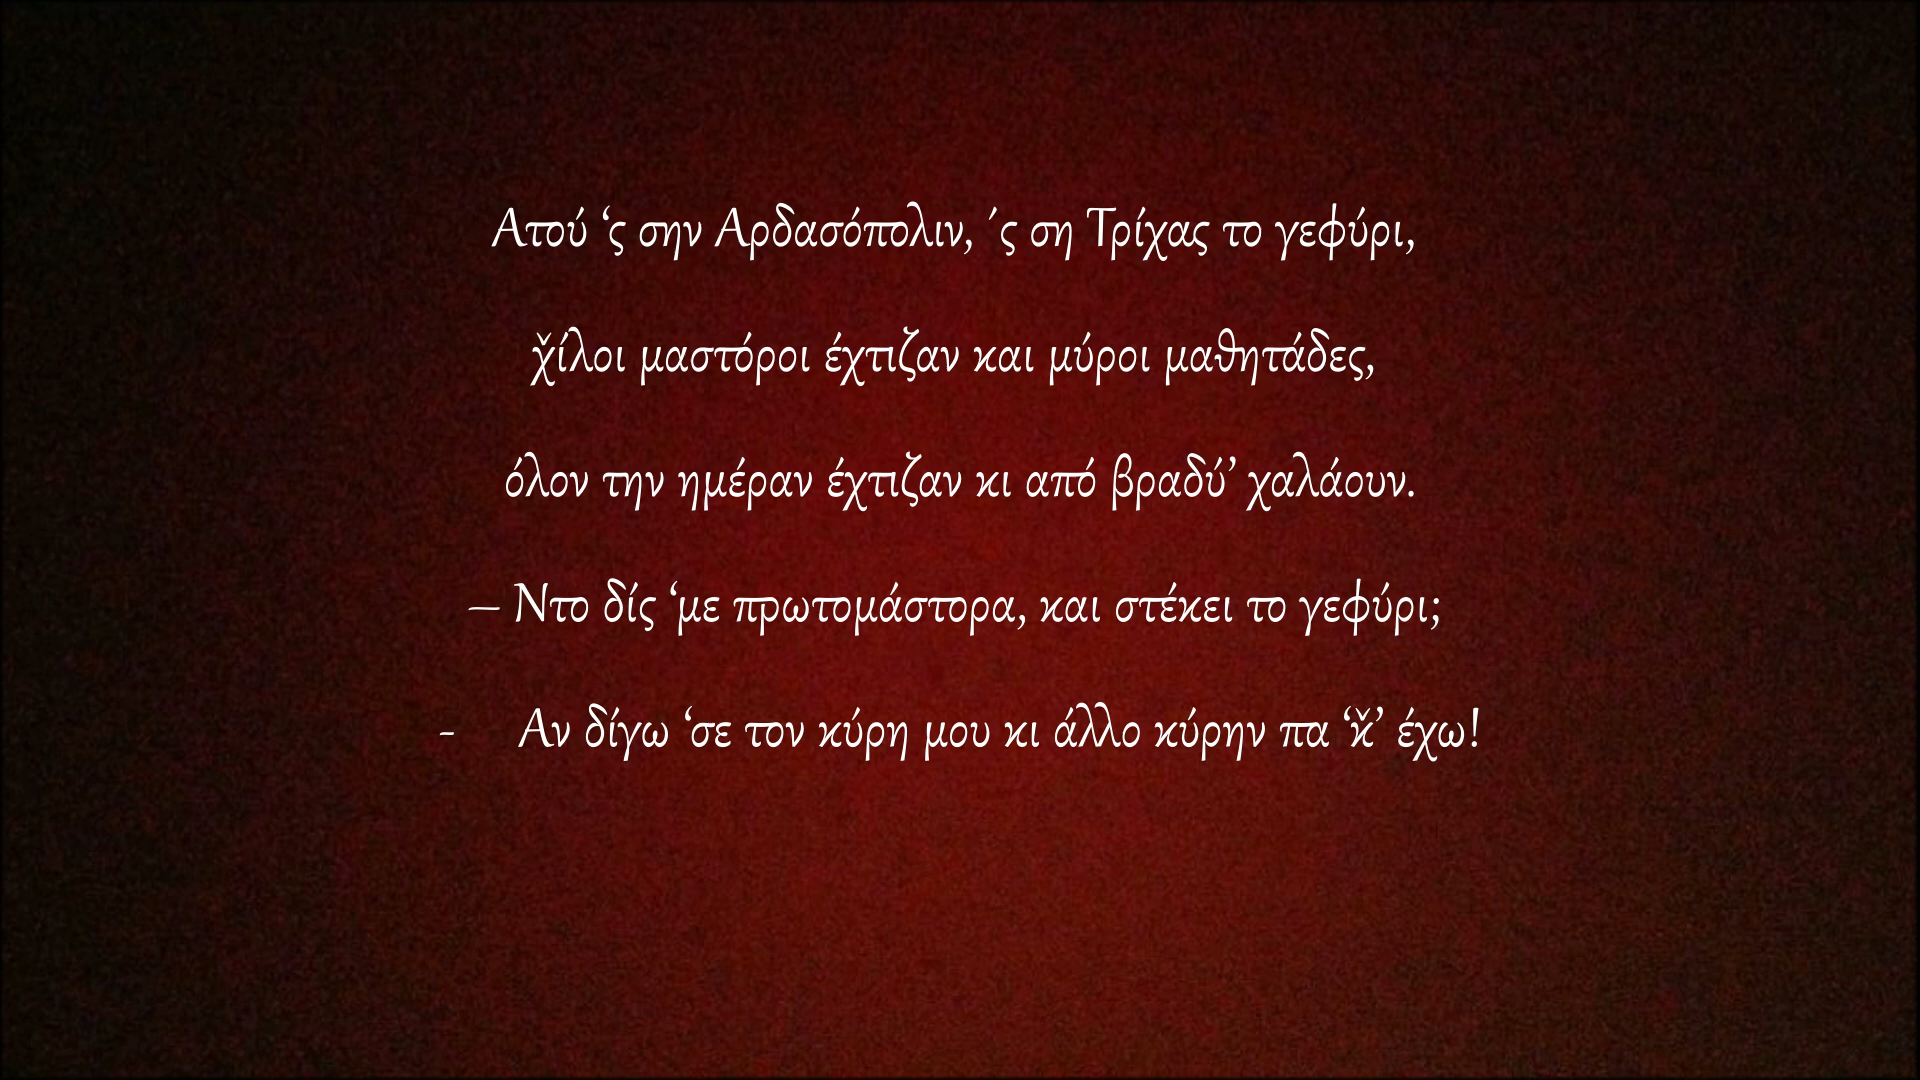 Ατού ‘ς σην Αρδασόπολιν, ΄ς ση Τρίχας το γεφύρι,
χ̌ίλοι μαστόροι έχτιζαν και μύροι μαθητάδες,
όλον την ημέραν έχτιζαν κι από βραδύ’ χαλάουν.
– Ντο δίς ‘με πρωτομάστορα, και στέκει το γεφύρι;
- Αν δίγω ‘σε τον κύρη μου κι άλλο κύρην πα ‘κ̌’ έχω!